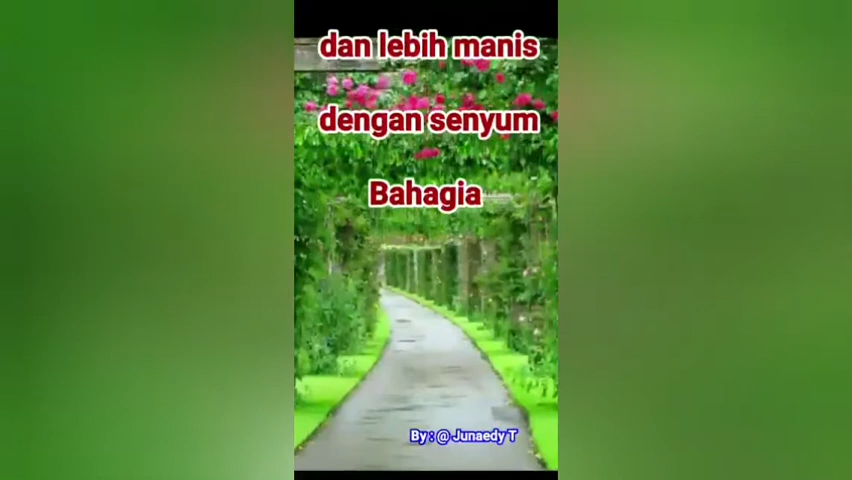 dan lebih manis
dengan senyum
Bahagia
By : @ Junaedy T